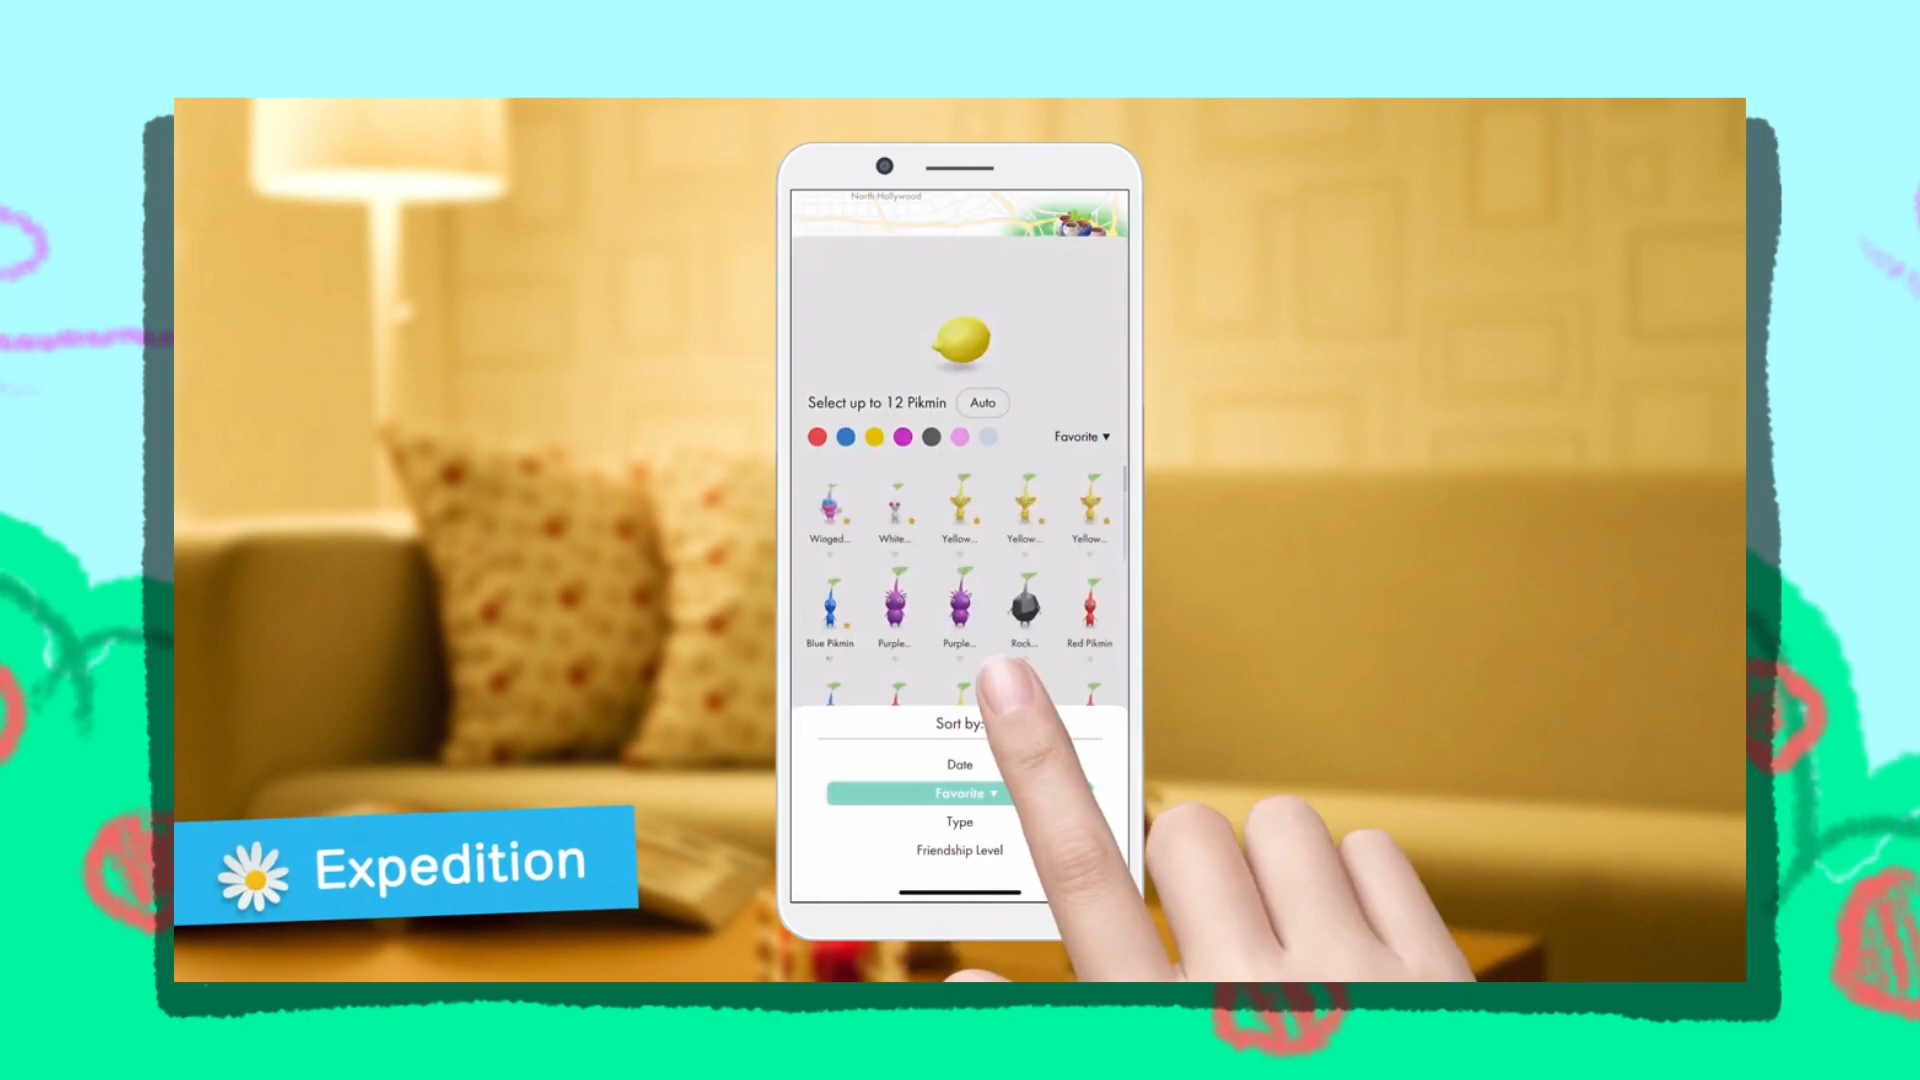 North Hollywood
Select up to 12 Pikmin
Auto
Favorite ▼
Winged... White... Yellow... Yellow... Yellow...
Blue Pikmin Purple... Purple... Rock... Red Pikmin
Sort by:
Date
Favorite ▼
Type
Friendship Level
Expedition